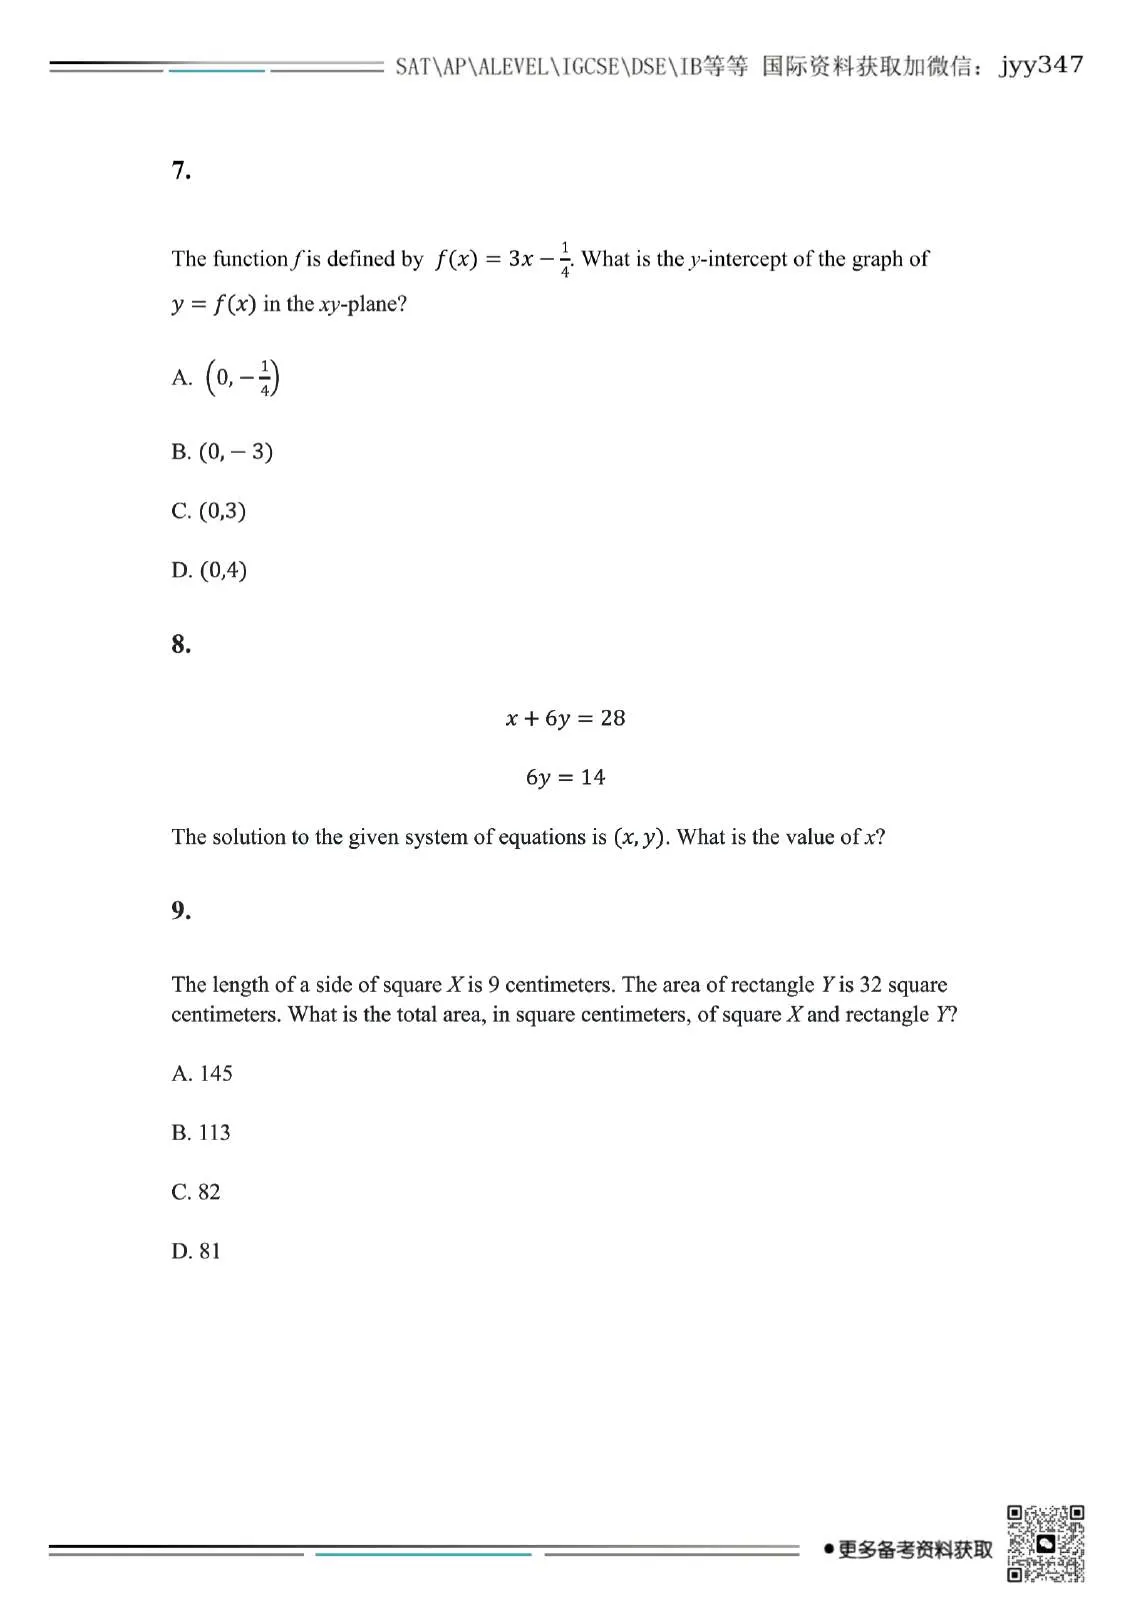 SAT\AP\ALEVEL\IGCSE\DSE\IB等等 国际资料获取加微信：jyy347
7.
The function f is defined by f(x) = 3x − 1/4. What is the y-intercept of the graph of
y = f(x) in the xy-plane?
A. (0, − 1/4)
B. (0, − 3)
C. (0,3)
D. (0,4)
8.
x + 6y = 28
6y = 14
The solution to the given system of equations is (x, y). What is the value of x?
9.
The length of a side of square X is 9 centimeters. The area of rectangle Y is 32 square
centimeters. What is the total area, in square centimeters, of square X and rectangle Y?
A. 145
B. 113
C. 82
D. 81
●更多备考资料获取